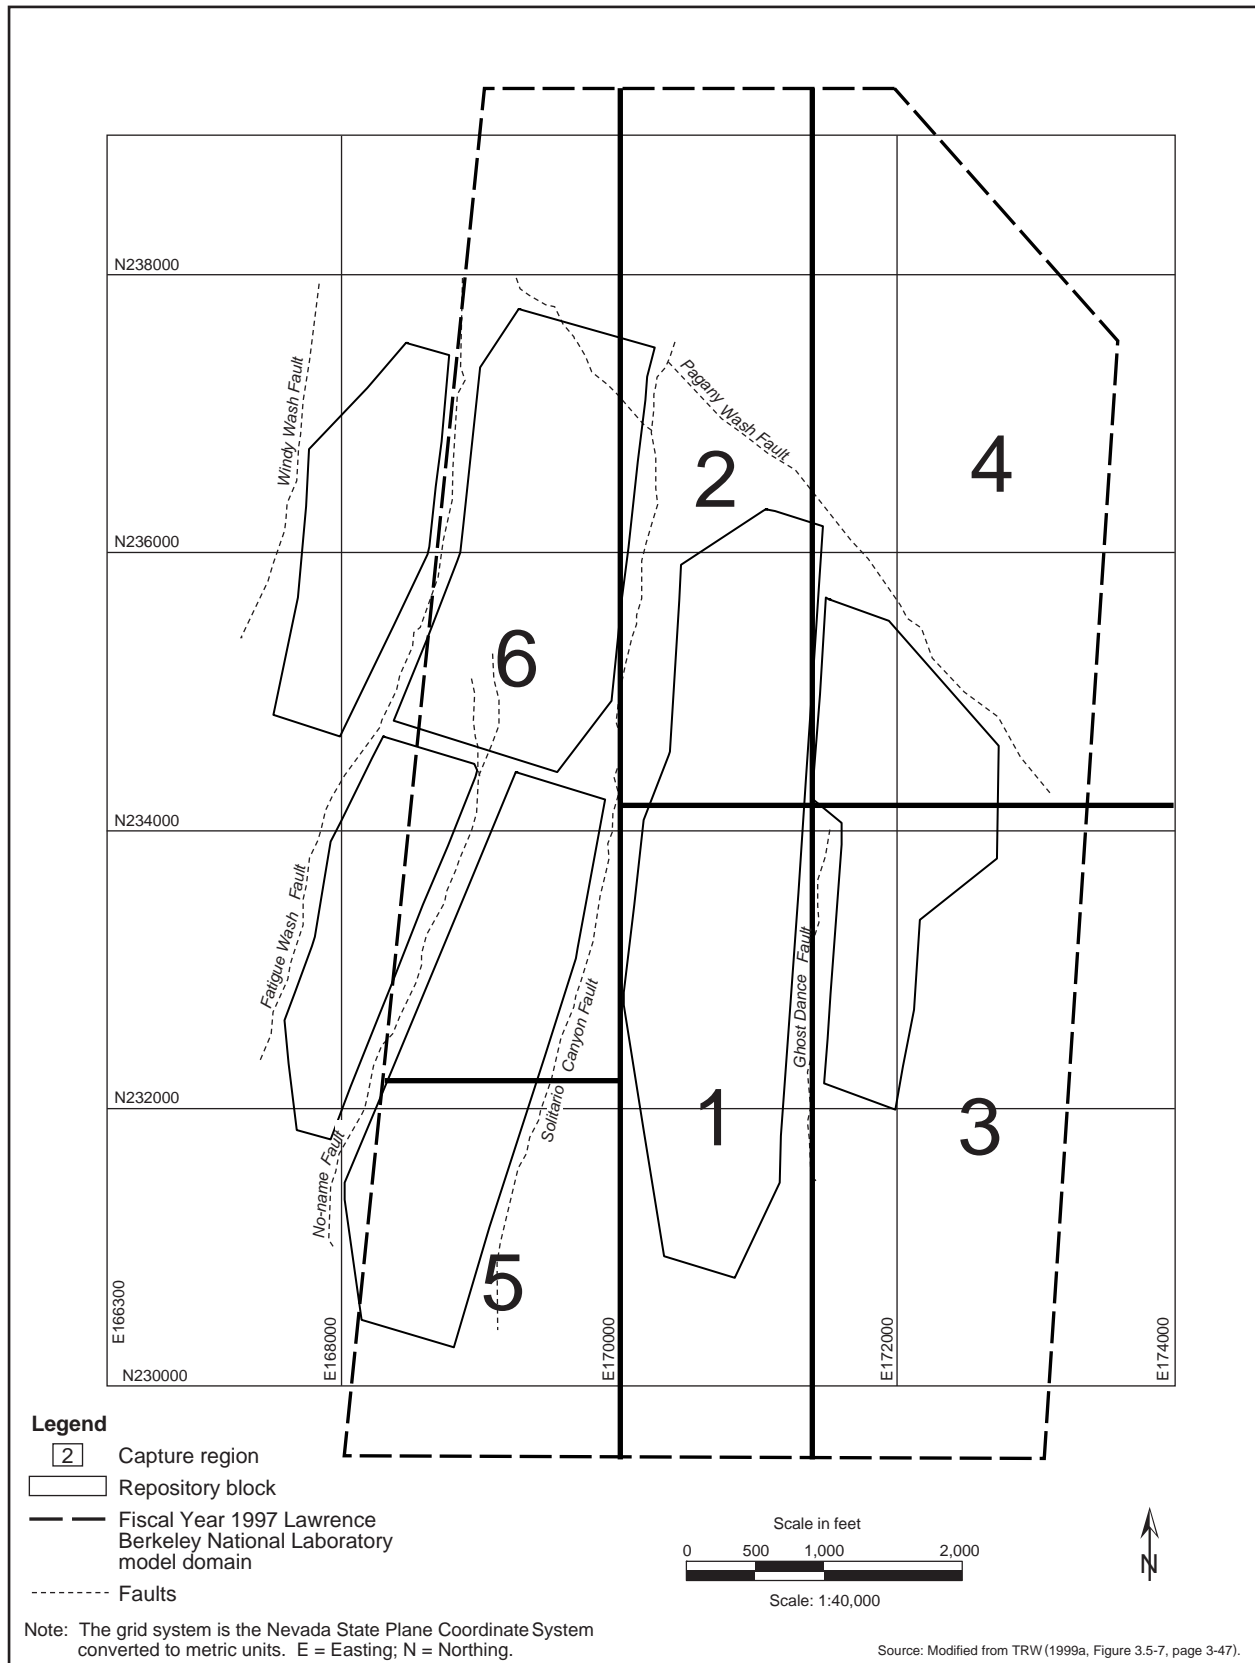 N238000
Windy Wash Fault
Pagany Wash Fault
2
4
N236000
6
N234000
Fatigue Wash Fault
Solitario Canyon Fault
Ghost Dance Fault
N232000
1
3
No-name Fault
5
E166300
E168000
E170000
E172000
E174000
N230000
Legend
2 Capture region
Repository block
Fiscal Year 1997 Lawrence
Berkeley National Laboratory
model domain
Faults
Scale in feet
0 500 1,000 2,000
Scale: 1:40,000
N
Note: The grid system is the Nevada State Plane Coordinate System
converted to metric units. E = Easting; N = Northing.
Source: Modified from TRW (1999a, Figure 3.5-7, page 3-47).